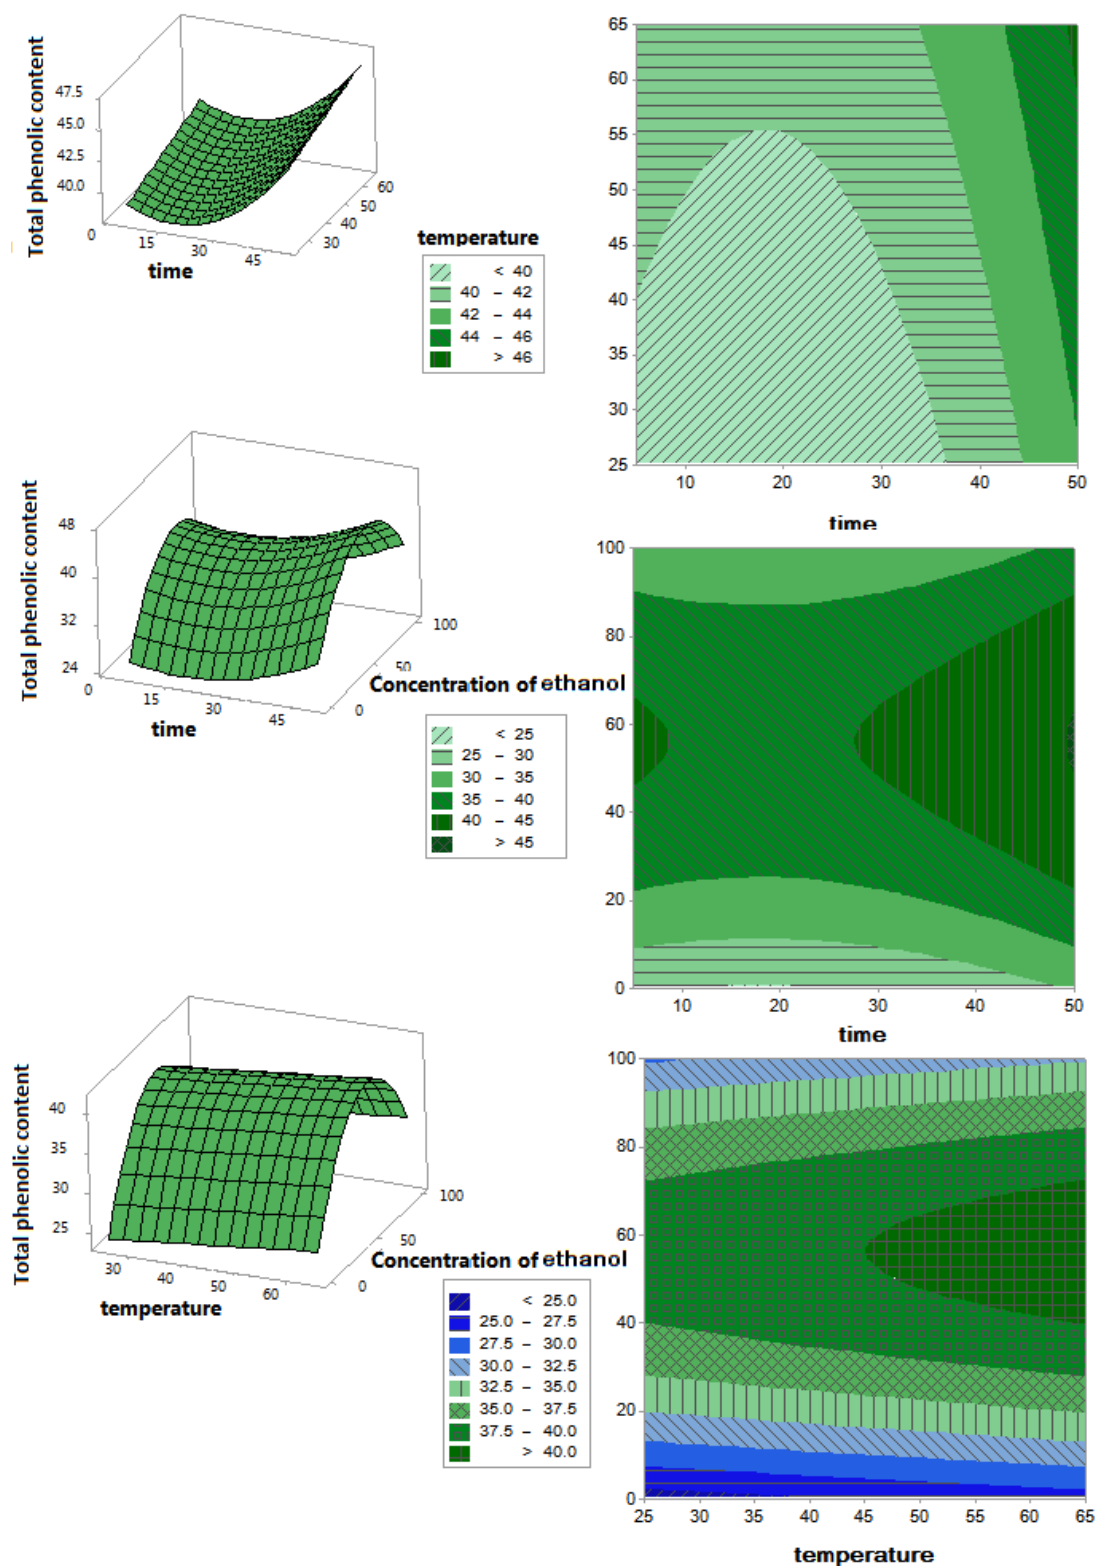 Total phenolic content
47.5
45.0
42.5
40.0
0
15
30
45
time
30
40
50
60
temperature
< 40
40 – 42
42 – 44
44 – 46
> 46
65
60
55
50
45
40
35
30
25
10 20 30 40 50
time
Total phenolic content
48
40
32
24
0
15
30
45
time
0
50
100
Concentration of ethanol
< 25
25 – 30
30 – 35
35 – 40
40 – 45
> 45
100
80
60
40
20
0
10 20 30 40 50
time
Total phenolic content
40
35
30
25
30
40
50
60
temperature
0
50
100
Concentration of ethanol
< 25.0
25.0 – 27.5
27.5 – 30.0
30.0 – 32.5
32.5 – 35.0
35.0 – 37.5
37.5 – 40.0
> 40.0
100
80
60
40
20
0
25 30 35 40 45 50 55 60 65
temperature